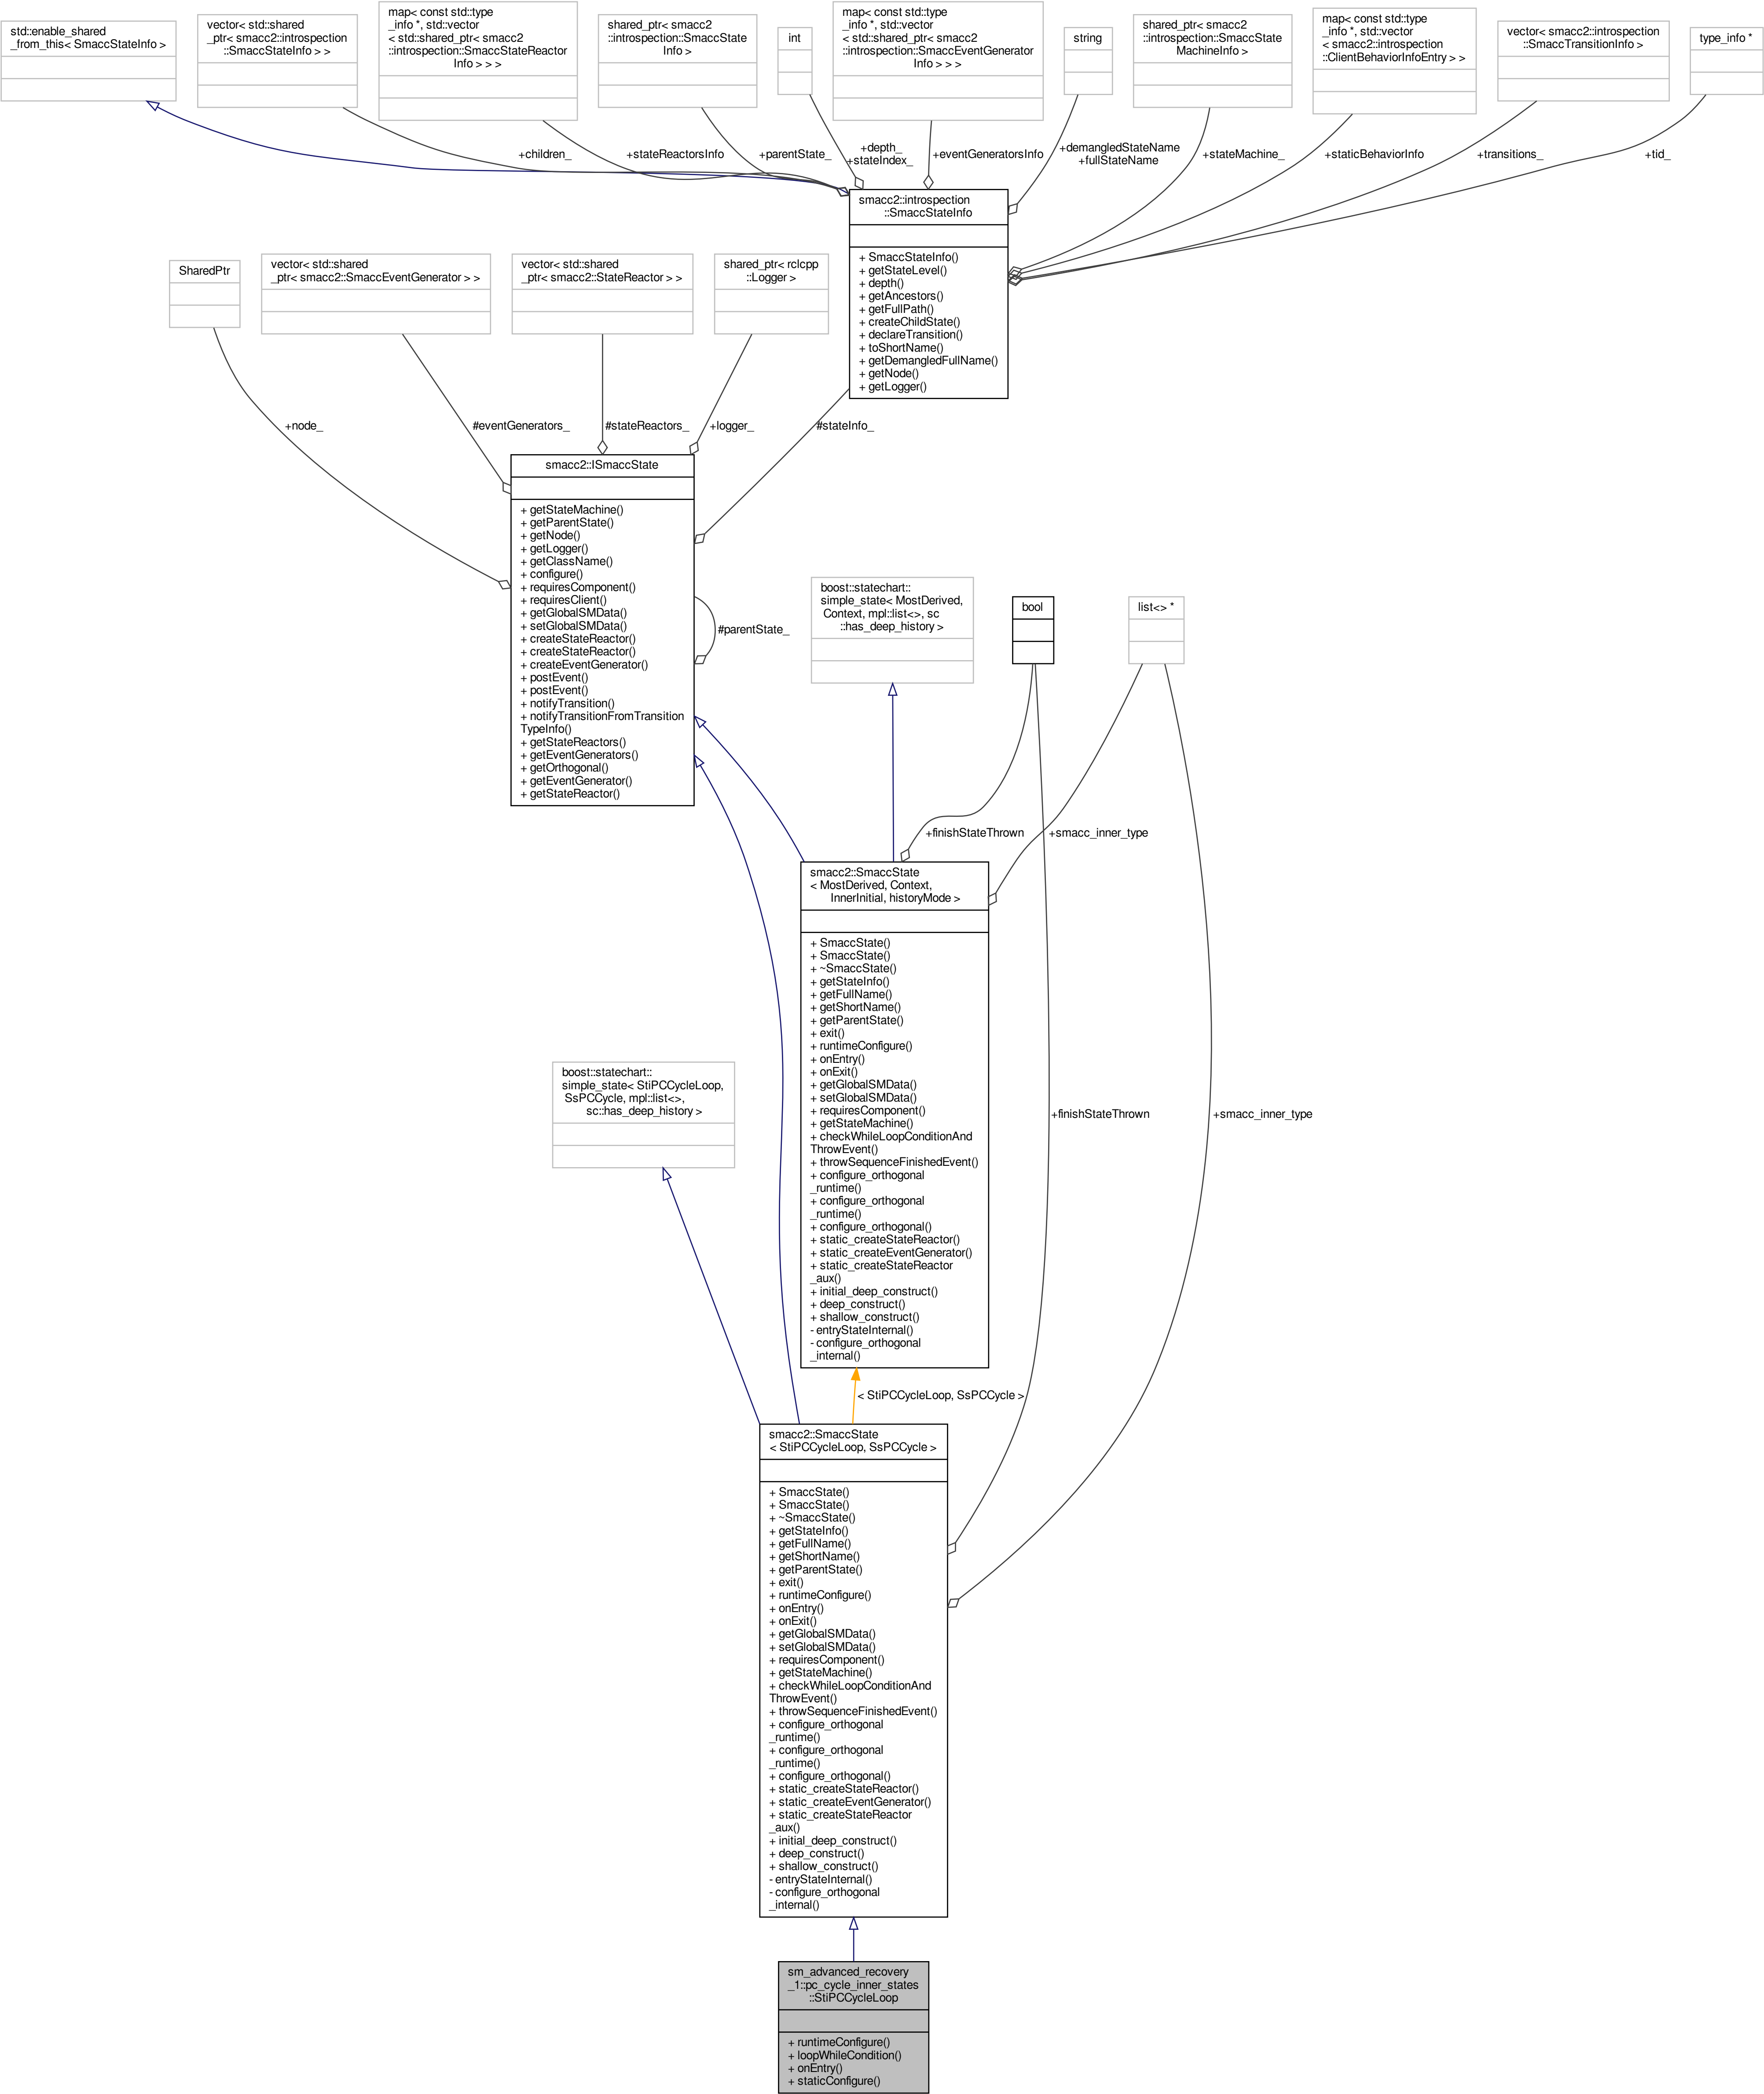 std::enable_shared
_from_this< SmaccStateInfo >
vector< std::shared
_ptr< smacc2::introspection
::SmaccStateInfo > >
map< const std::type
_info *, std::vector
< std::shared_ptr< smacc2
::introspection::SmaccStateReactor
Info > > >
shared_ptr< smacc2
::introspection::SmaccState
Info >
int
map< const std::type
_info *, std::vector
< std::shared_ptr< smacc2
::introspection::SmaccEventGenerator
Info > > >
string
shared_ptr< smacc2
::introspection::SmaccState
MachineInfo >
map< const std::type
_info *, std::vector
< smacc2::introspection
::ClientBehaviorInfoEntry > >
vector< smacc2::introspection
::SmaccTransitionInfo >
type_info *
+children_
+stateReactorsInfo
+parentState_
+depth_
+stateIndex_
+eventGeneratorsInfo
+demangledStateName
+fullStateName
+stateMachine_
+staticBehaviorInfo
+transitions_
+tid_
smacc2::introspection
::SmaccStateInfo
+ SmaccStateInfo()
+ getStateLevel()
+ depth()
+ getAncestors()
+ getFullPath()
+ createChildState()
+ declareTransition()
+ toShortName()
+ getDemangledFullName()
+ getNode()
+ getLogger()
SharedPtr
vector< std::shared
_ptr< smacc2::SmaccEventGenerator > >
vector< std::shared
_ptr< smacc2::StateReactor > >
shared_ptr< rclcpp
::Logger >
+node_
#eventGenerators_
#stateReactors_
+logger_
#stateInfo_
smacc2::ISmaccState
+ getStateMachine()
+ getParentState()
+ getNode()
+ getLogger()
+ getClassName()
+ configure()
+ requiresComponent()
+ requiresClient()
+ getGlobalSMData()
+ setGlobalSMData()
+ createStateReactor()
+ createStateReactor()
+ createEventGenerator()
+ postEvent()
+ postEvent()
+ notifyTransition()
+ notifyTransitionFromTransition
TypeInfo()
+ getStateReactors()
+ getEventGenerators()
+ getOrthogonal()
+ getEventGenerator()
+ getStateReactor()
#parentState_
boost::statechart::
simple_state< MostDerived,
Context, mpl::list<>, sc
::has_deep_history >
bool
list<> *
+finishStateThrown
+smacc_inner_type
smacc2::SmaccState
< MostDerived, Context,
InnerInitial, historyMode >
+ SmaccState()
+ SmaccState()
+ ~SmaccState()
+ getStateInfo()
+ getFullName()
+ getShortName()
+ getParentState()
+ exit()
+ runtimeConfigure()
+ onEntry()
+ onExit()
+ getGlobalSMData()
+ setGlobalSMData()
+ requiresComponent()
+ getStateMachine()
+ checkWhileLoopConditionAnd
ThrowEvent()
+ throwSequenceFinishedEvent()
+ configure_orthogonal
_runtime()
+ configure_orthogonal
_runtime()
+ configure_orthogonal()
+ static_createStateReactor()
+ static_createEventGenerator()
+ static_createStateReactor
_aux()
+ initial_deep_construct()
+ deep_construct()
+ shallow_construct()
- entryStateInternal()
- configure_orthogonal
_internal()
boost::statechart::
simple_state< StiPCCycleLoop,
SsPCCycle, mpl::list<>,
sc::has_deep_history >
+finishStateThrown
+smacc_inner_type
< StiPCCycleLoop, SsPCCycle >
smacc2::SmaccState
< StiPCCycleLoop, SsPCCycle >
+ SmaccState()
+ SmaccState()
+ ~SmaccState()
+ getStateInfo()
+ getFullName()
+ getShortName()
+ getParentState()
+ exit()
+ runtimeConfigure()
+ onEntry()
+ onExit()
+ getGlobalSMData()
+ setGlobalSMData()
+ requiresComponent()
+ getStateMachine()
+ checkWhileLoopConditionAnd
ThrowEvent()
+ throwSequenceFinishedEvent()
+ configure_orthogonal
_runtime()
+ configure_orthogonal
_runtime()
+ configure_orthogonal()
+ static_createStateReactor()
+ static_createEventGenerator()
+ static_createStateReactor
_aux()
+ initial_deep_construct()
+ deep_construct()
+ shallow_construct()
- entryStateInternal()
- configure_orthogonal
_internal()
sm_advanced_recovery
_1::pc_cycle_inner_states
::StiPCCycleLoop
+ runtimeConfigure()
+ loopWhileCondition()
+ onEntry()
+ staticConfigure()